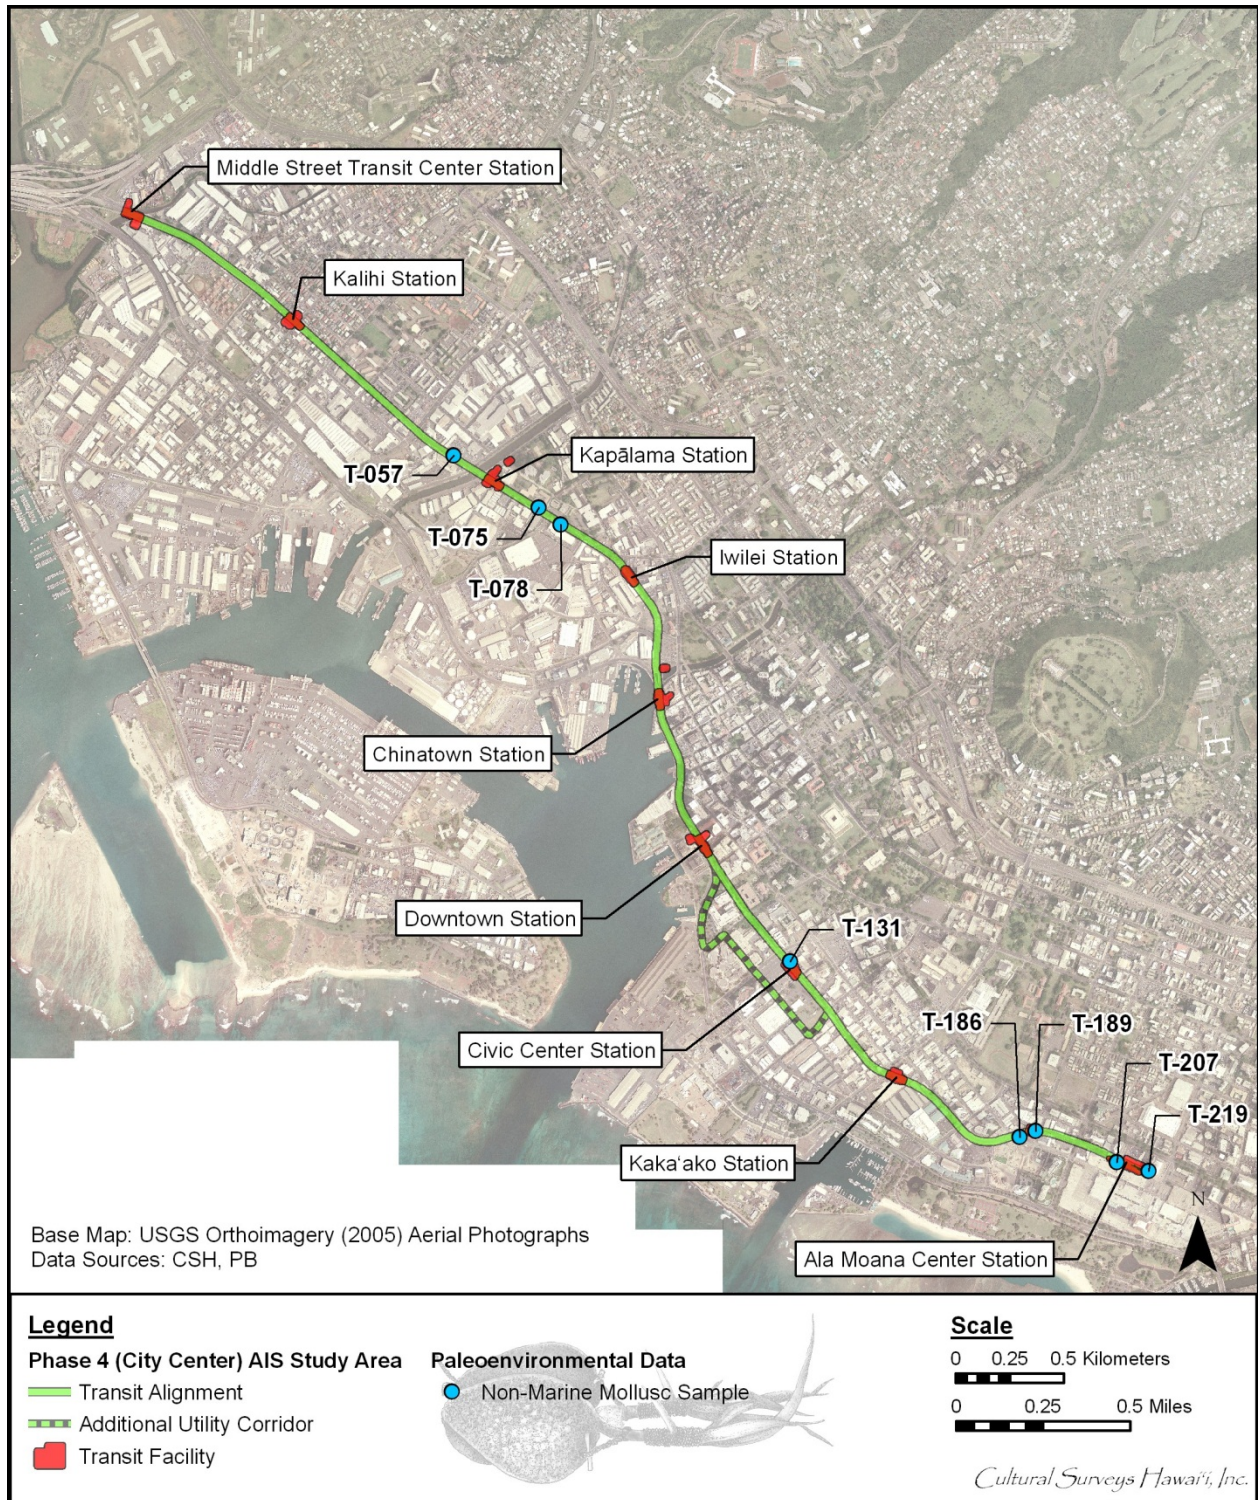 Middle Street Transit Center Station
Kalihi Station
T-057
Kapālama Station
T-075
Iwilei Station
T-078
Chinatown Station
Downtown Station
T-131
T-186
T-189
Civic Center Station
T-207
T-219
Kakaʻako Station
N
Ala Moana Center Station
Base Map: USGS Orthoimagery (2005) Aerial Photographs
Data Sources: CSH, PB
Legend
Phase 4 (City Center) AIS Study Area
Transit Alignment
Additional Utility Corridor
Transit Facility
Paleoenvironmental Data
Non-Marine Mollusc Sample
Scale
0 0.25 0.5 Kilometers
0 0.25 0.5 Miles
Cultural Surveys Hawaiʻi, Inc.